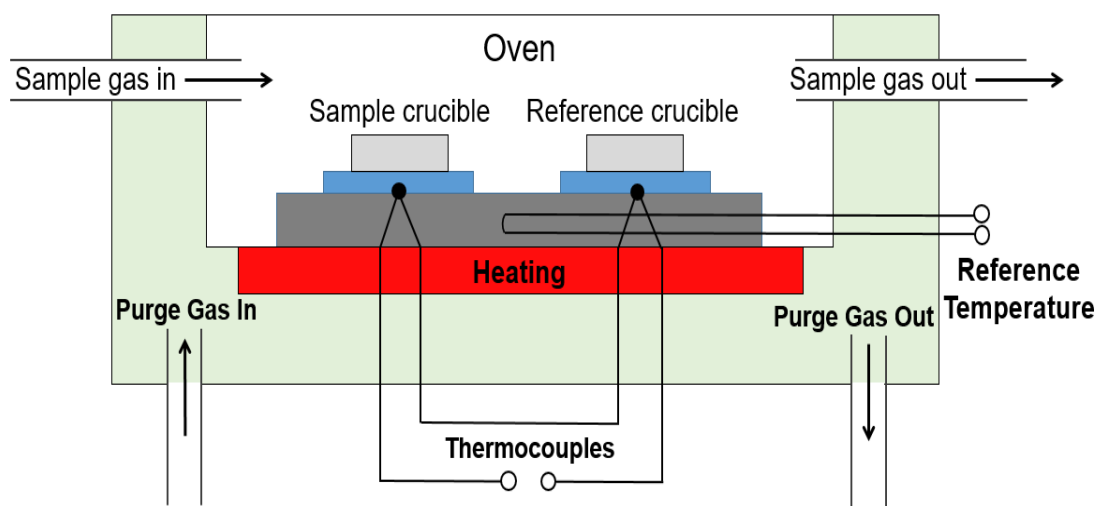 Oven
Sample gas in
Sample gas out
Sample crucible
Reference crucible
Heating
Reference
Temperature
Purge Gas In
Purge Gas Out
Thermocouples